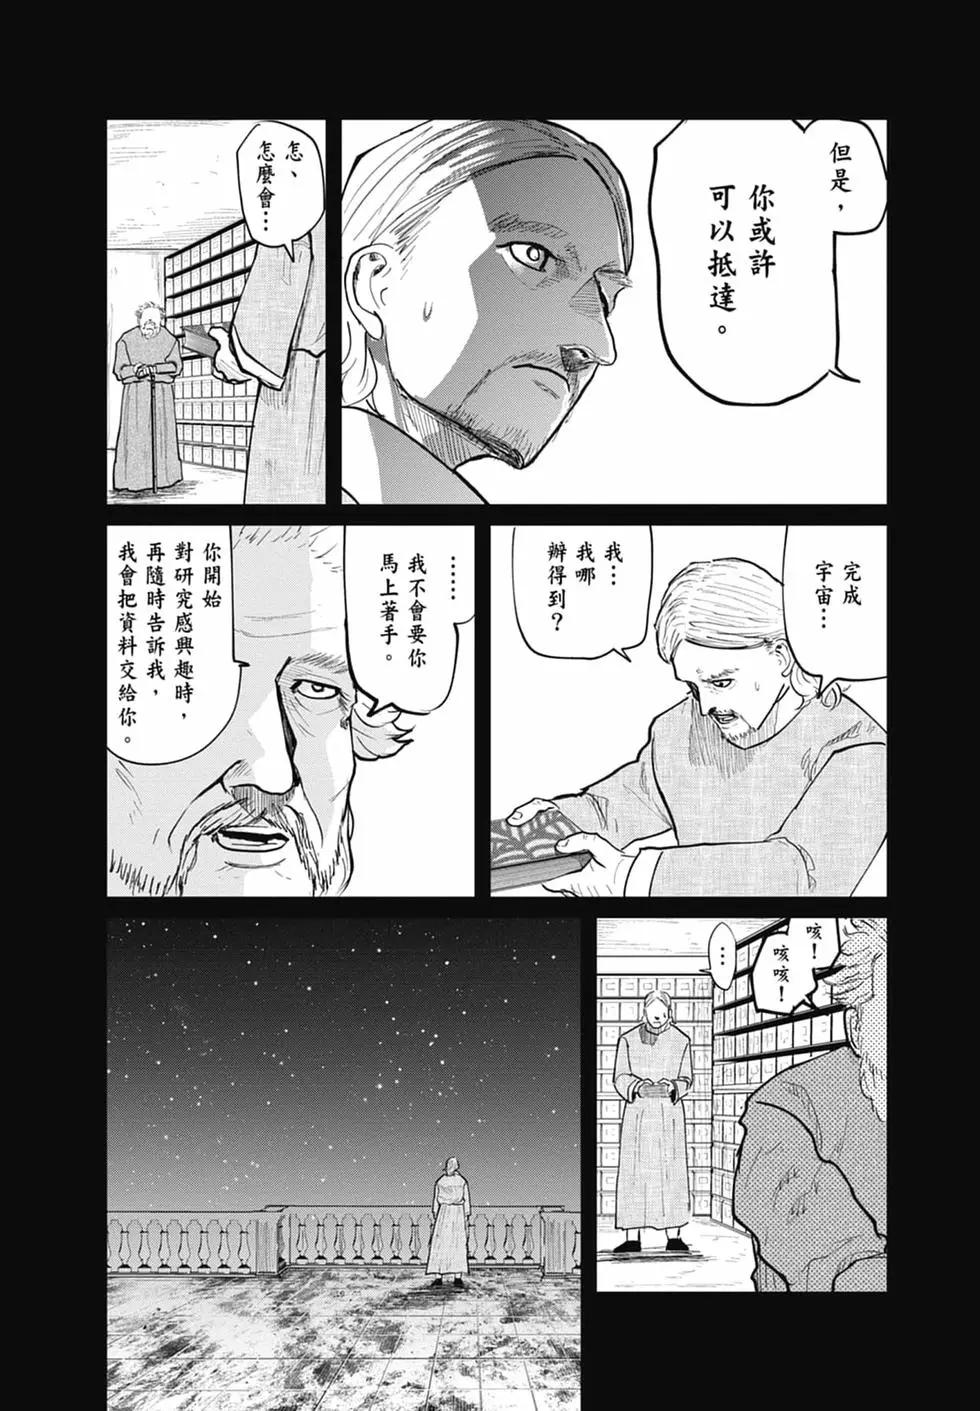 但是，
你或許
可以抵達。
怎、
怎麼會⋯
完成
宇宙⋯
我⋯
我哪
辦得到？
⋯⋯
我不會要你
馬上著手。
你開始
對研究感興趣時，
再隨時告訴我，
我會把資料交給你。
咳！
咳咳！
⋯